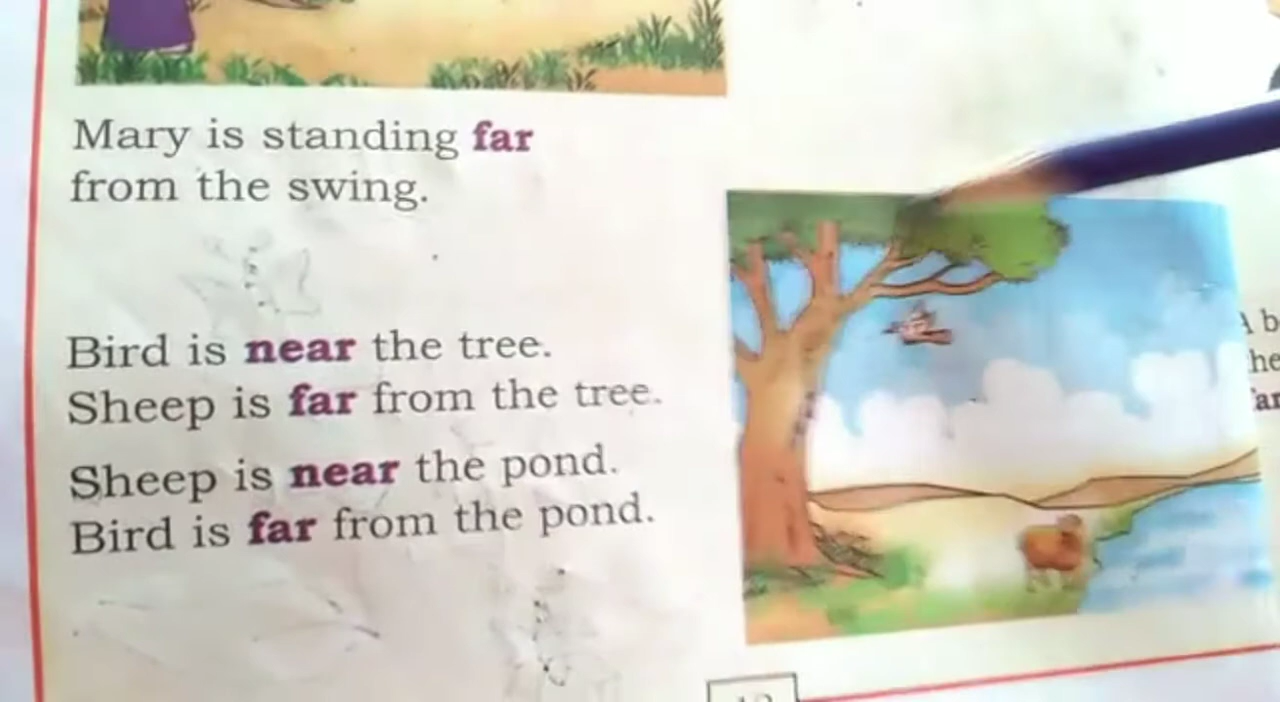 Mary is standing far
from the swing.
Bird is near the tree.
Sheep is far from the tree.
Sheep is near the pond.
Bird is far from the pond.